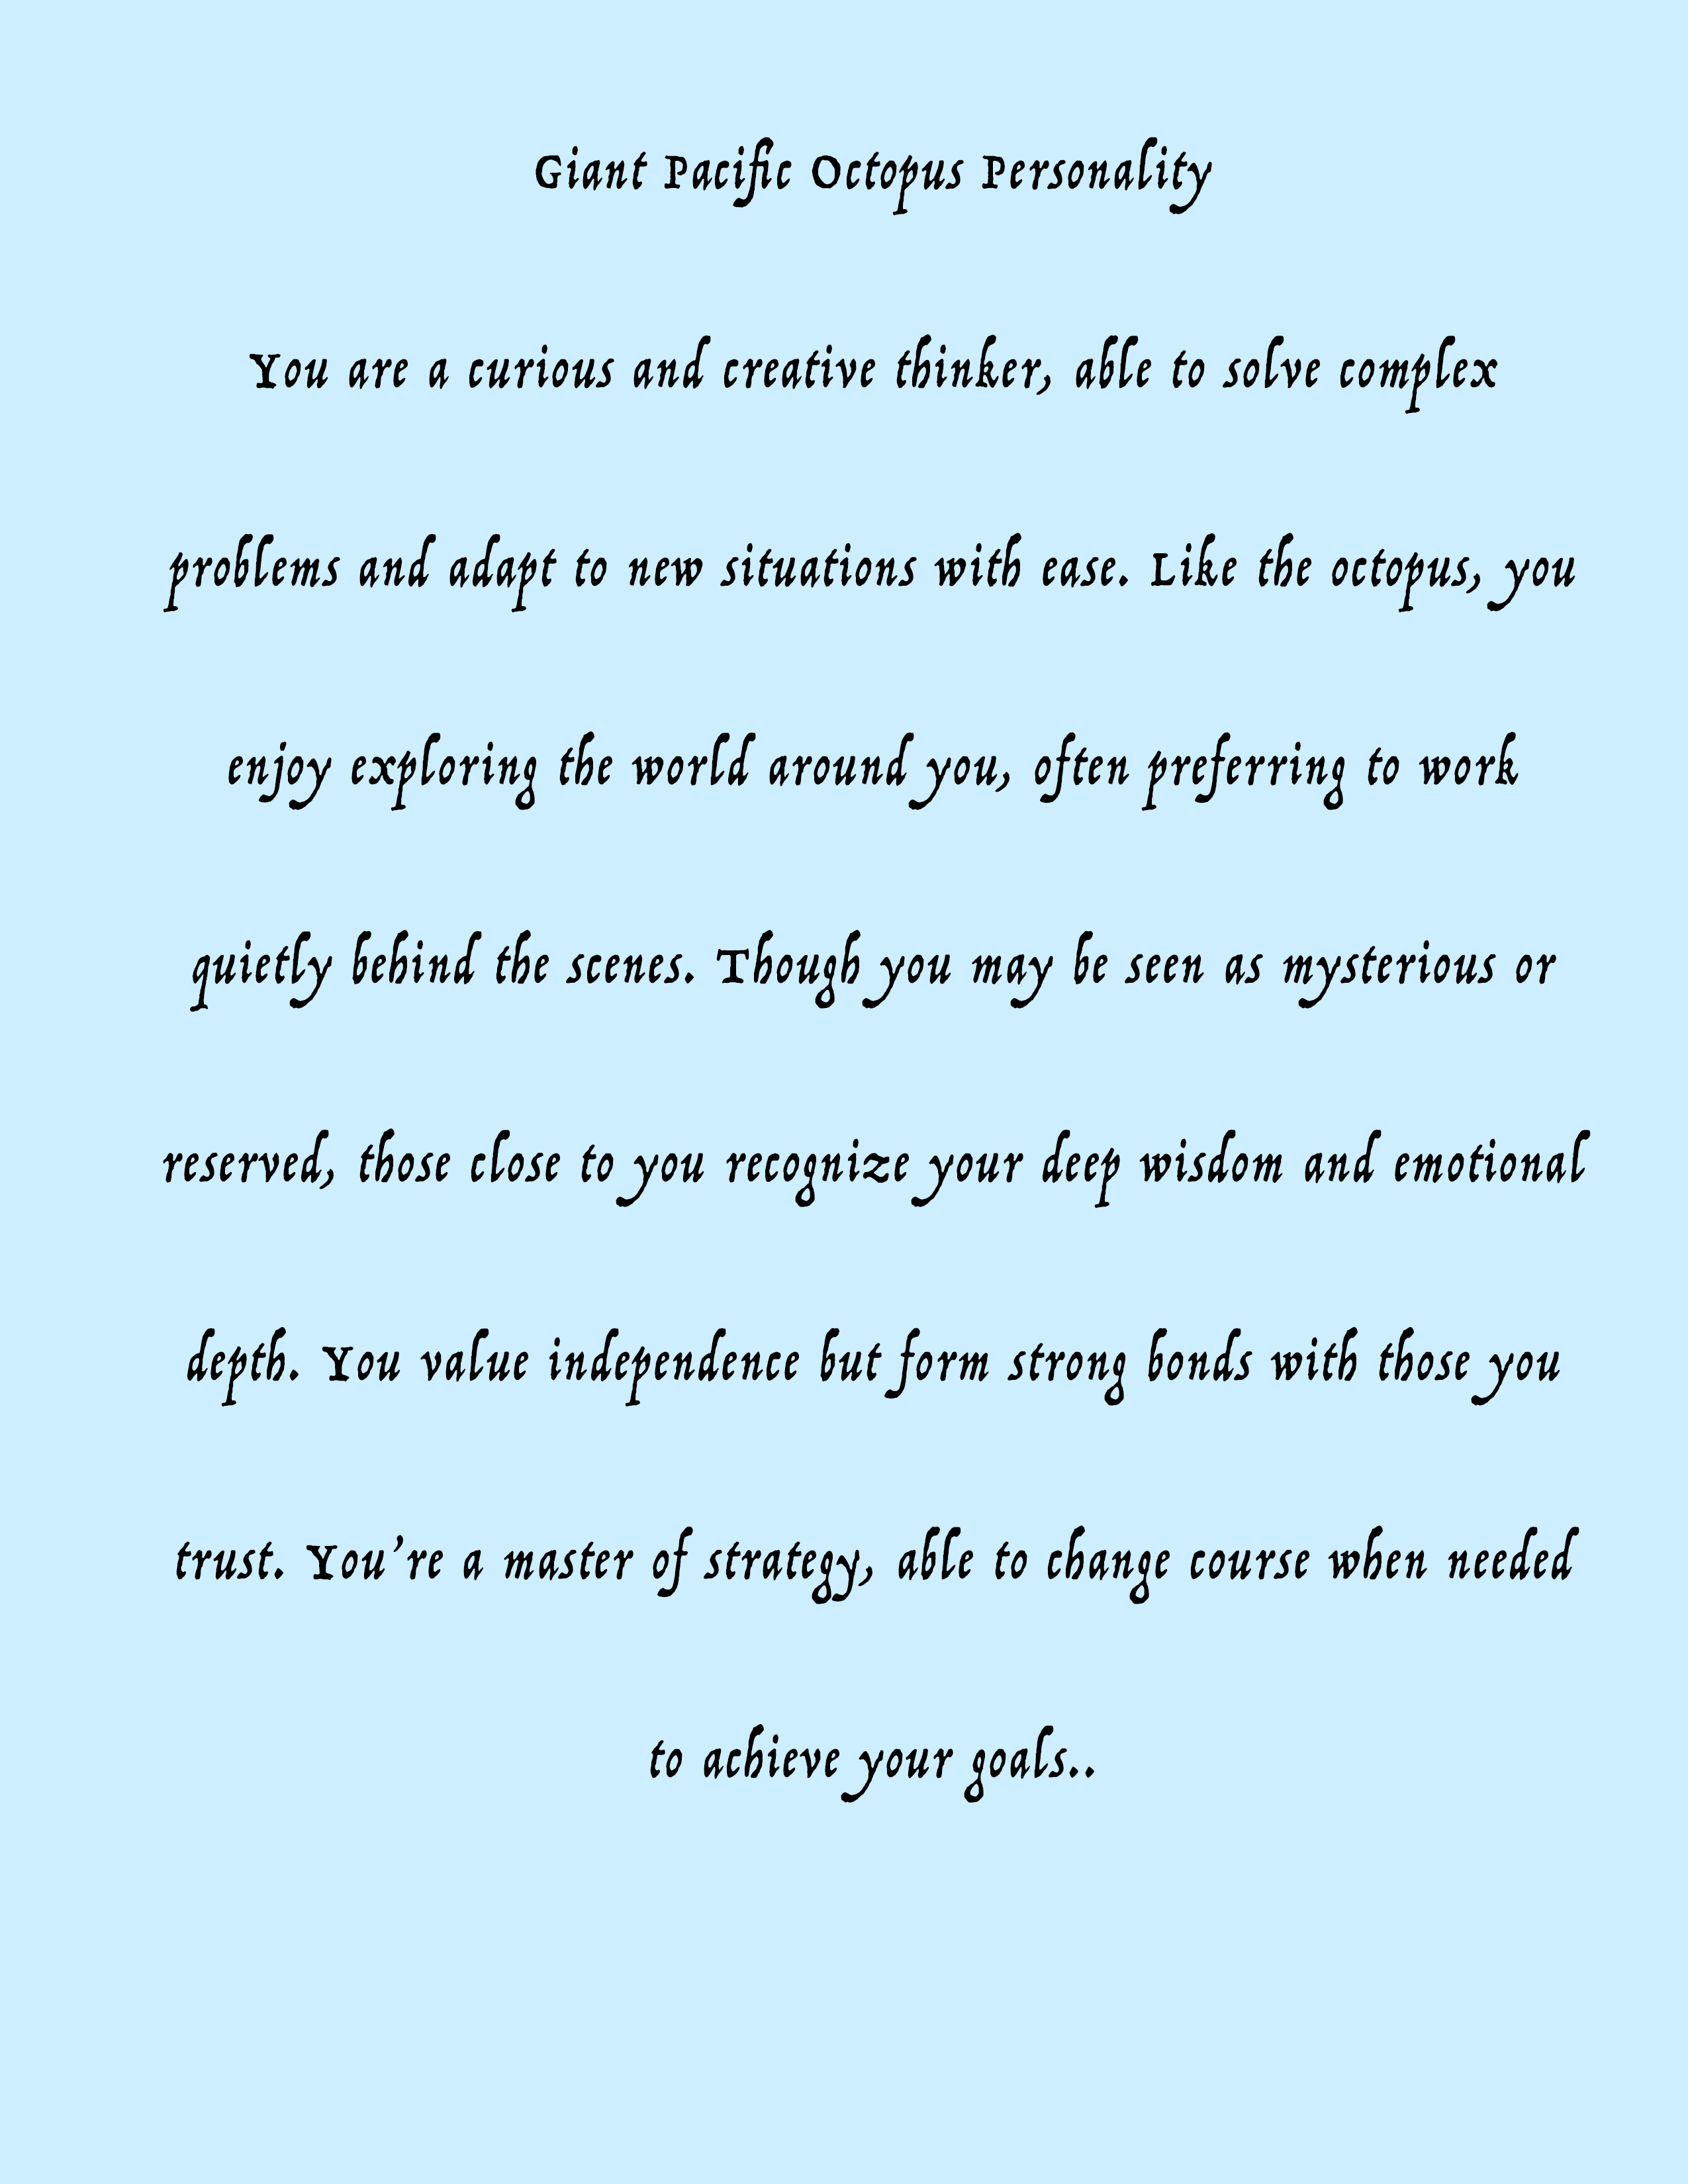 Giant Pacific Octopus Personality
You are a curious and creative thinker, able to solve complex
problems and adapt to new situations with ease. Like the octopus, you
enjoy exploring the world around you, often preferring to work
quietly behind the scenes. Though you may be seen as mysterious or
reserved, those close to you recognize your deep wisdom and emotional
depth. You value independence but form strong bonds with those you
trust. You’re a master of strategy, able to change course when needed
to achieve your goals..